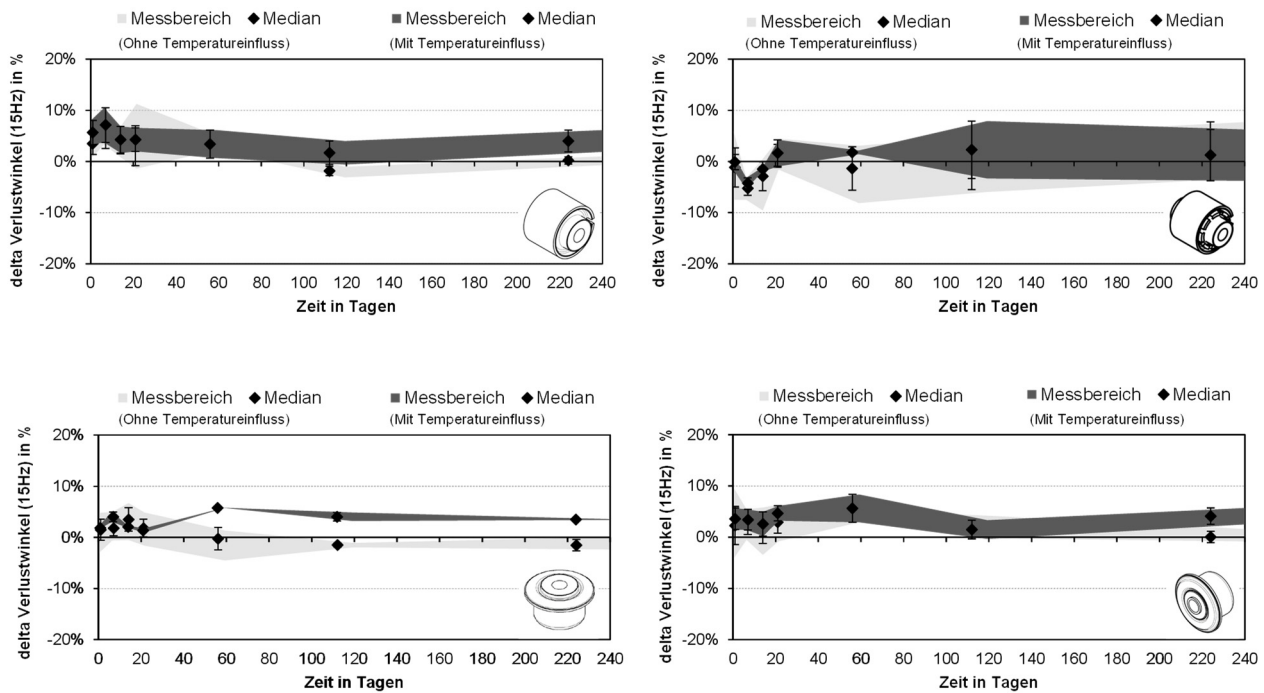 Messbereich Median Messbereich Median
(Ohne Temperatureinfluss) (Mit Temperatureinfluss)
delta Verlustwinkel (15Hz) in %
20%
10%
0%
-10%
-20%
0 20 40 60 80 100 120 140 160 180 200 220 240
Zeit in Tagen
Messbereich Median Messbereich Median
(Ohne Temperatureinfluss) (Mit Temperatureinfluss)
delta Verlustwinkel (15Hz) in %
20%
10%
0%
-10%
-20%
0 20 40 60 80 100 120 140 160 180 200 220 240
Zeit in Tagen
Messbereich Median Messbereich Median
(Ohne Temperatureinfluss) (Mit Temperatureinfluss)
delta Verlustwinkel (15Hz) in %
20%
10%
0%
-10%
-20%
0 20 40 60 80 100 120 140 160 180 200 220 240
Zeit in Tagen
Messbereich Median Messbereich Median
(Ohne Temperatureinfluss) (Mit Temperatureinfluss)
delta Verlustwinkel (15Hz) in %
20%
10%
0%
-10%
-20%
0 20 40 60 80 100 120 140 160 180 200 220 240
Zeit in Tagen